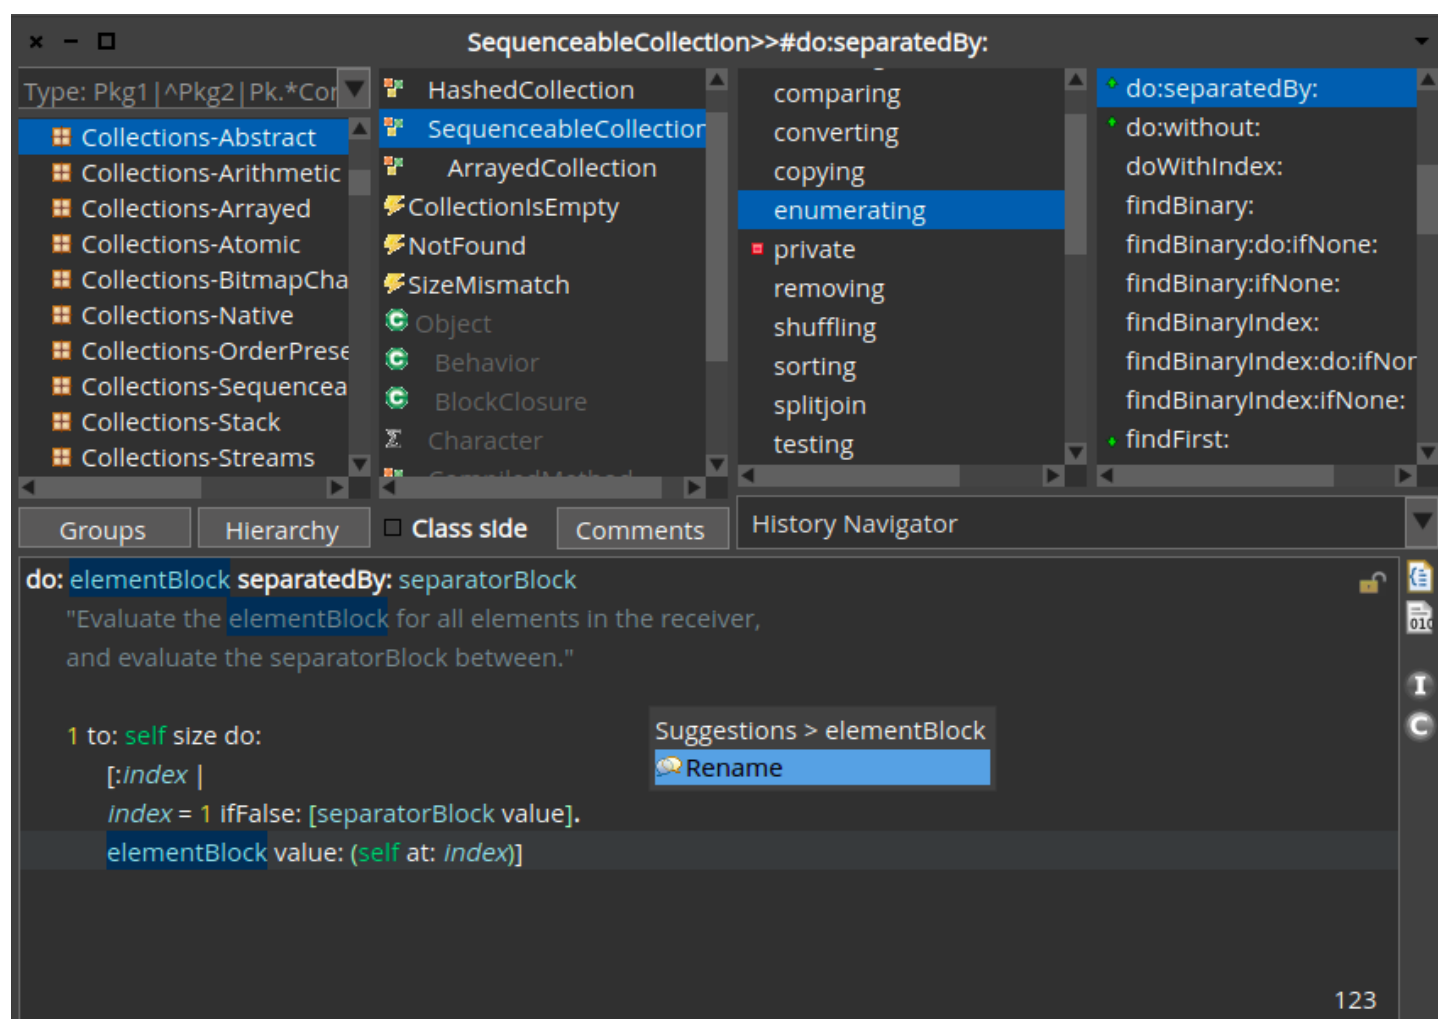 SequenceableCollection>>#do:separatedBy:
Type: Pkg1|^Pkg2|Pk.*Cor
Collections-Abstract
Collections-Arithmetic
Collections-Arrayed
Collections-Atomic
Collections-BitmapCha
Collections-Native
Collections-OrderPrese
Collections-Sequencea
Collections-Stack
Collections-Streams
HashedCollection
SequenceableCollection
ArrayedCollection
CollectionIsEmpty
NotFound
SizeMismatch
Object
Behavior
BlockClosure
Character
CompiledMethod
comparing
converting
copying
enumerating
private
removing
shuffling
sorting
splitjoin
testing
do:separatedBy:
do:without:
doWithIndex:
findBinary:
findBinary:do:ifNone:
findBinary:ifNone:
findBinaryIndex:
findBinaryIndex:do:ifNor
findBinaryIndex:ifNone:
findFirst:
Groups
Hierarchy
Class side
Comments
History Navigator
do: elementBlock separatedBy: separatorBlock
"Evaluate the elementBlock for all elements in the receiver,
and evaluate the separatorBlock between."
1 to: self size do:
[:index |
index = 1 ifFalse: [separatorBlock value].
elementBlock value: (self at: index)]
Suggestions > elementBlock
Rename
123